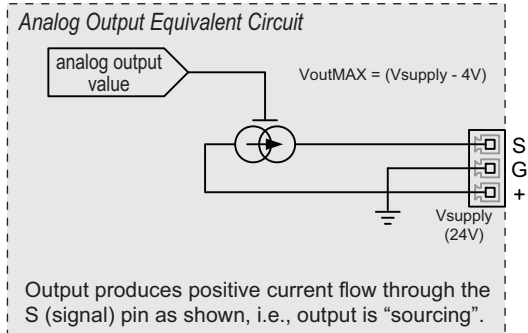 Analog Output Equivalent Circuit
analog output
value
VoutMAX = (Vsupply - 4V)
S
G
+
Vsupply
(24V)
Output produces positive current flow through the
S (signal) pin as shown, i.e., output is “sourcing”.